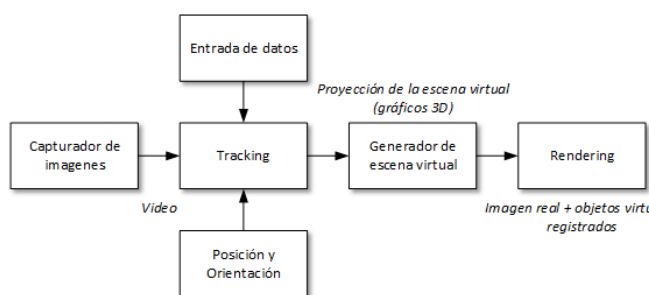 Entrada de datos
Proyección de la escena virtual
(gráficos 3D)
Capturador de
imagenes
Tracking
Generador de
escena virtual
Rendering
Video
Imagen real + objetos
registrados
Posición y
Orientación